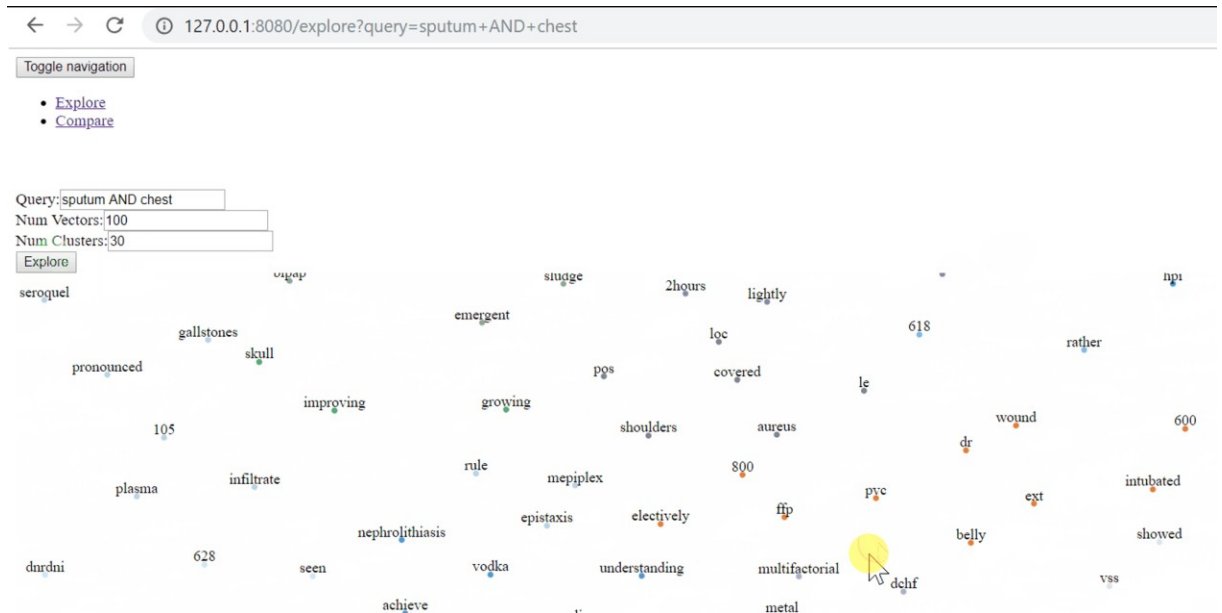 127.0.0.1:8080/explore?query=sputum+AND+chest
Toggle navigation
Explore
Compare
Query: sputum AND chest
Num Vectors: 100
Num Clusters: 30
Explore
sludge
hpi
seroquel
2hours
lightly
emergent
gallstones
loc
618
rather
skull
pronounced
pos
covered
le
improving
growing
wound
600
105
shoulders
aureus
dr
rule
800
infiltrate
mepiplex
plasma
pvc
ext
intubated
epistaxis
electively
ffp
nephrolithiasis
belly
showed
628
dnrdni
seen
vodka
understanding
multifactorial
dchf
vss
achieve
metal